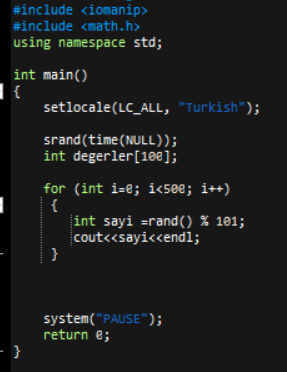 #include <iomanip>
#include <math.h>
using namespace std;
int main()
{
setlocale(LC_ALL, "Turkish");
srand(time(NULL));
int degerler[100];
for (int i=0; i<500; i++)
{
int sayi =rand() % 101;
cout<<sayi<<endl;
}
system("PAUSE");
return 0;
}